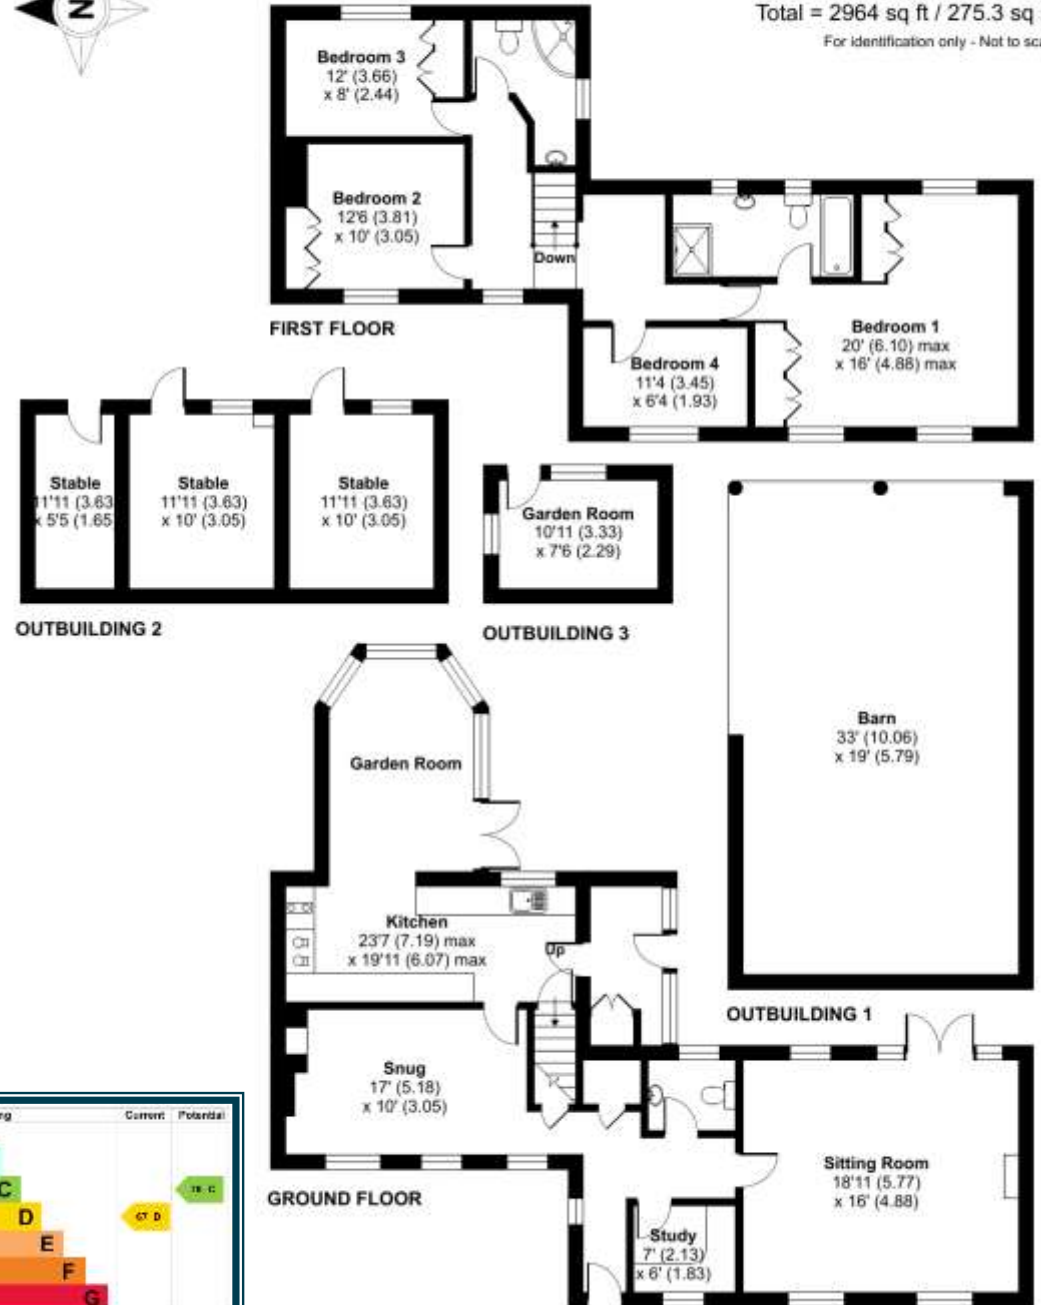 N
Total = 2964 sq ft / 275.3 sq
For identification only - Not to sca
Bedroom 3
12' (3.66)
x 8' (2.44)
Bedroom 2
12'6 (3.81)
x 10' (3.05)
Down
Bedroom 1
20' (6.10) max
x 16' (4.88) max
Bedroom 4
11'4 (3.45)
x 6'4 (1.93)
FIRST FLOOR
Stable
11'11 (3.63
x 5'5 (1.65
Stable
11'11 (3.63)
x 10' (3.05)
Stable
11'11 (3.63)
x 10' (3.05)
OUTBUILDING 2
Garden Room
10'11 (3.33)
x 7'6 (2.29)
OUTBUILDING 3
Barn
33' (10.06)
x 19' (5.79)
OUTBUILDING 1
Garden Room
Kitchen
23'7 (7.19) max
x 19'11 (6.07) max
Up
Snug
17' (5.18)
x 10' (3.05)
Sitting Room
18'11 (5.77)
x 16' (4.88)
Study
7' (2.13)
x 6' (1.83)
GROUND FLOOR
ng
Current
Potential
C
D
67 D
E
F
G